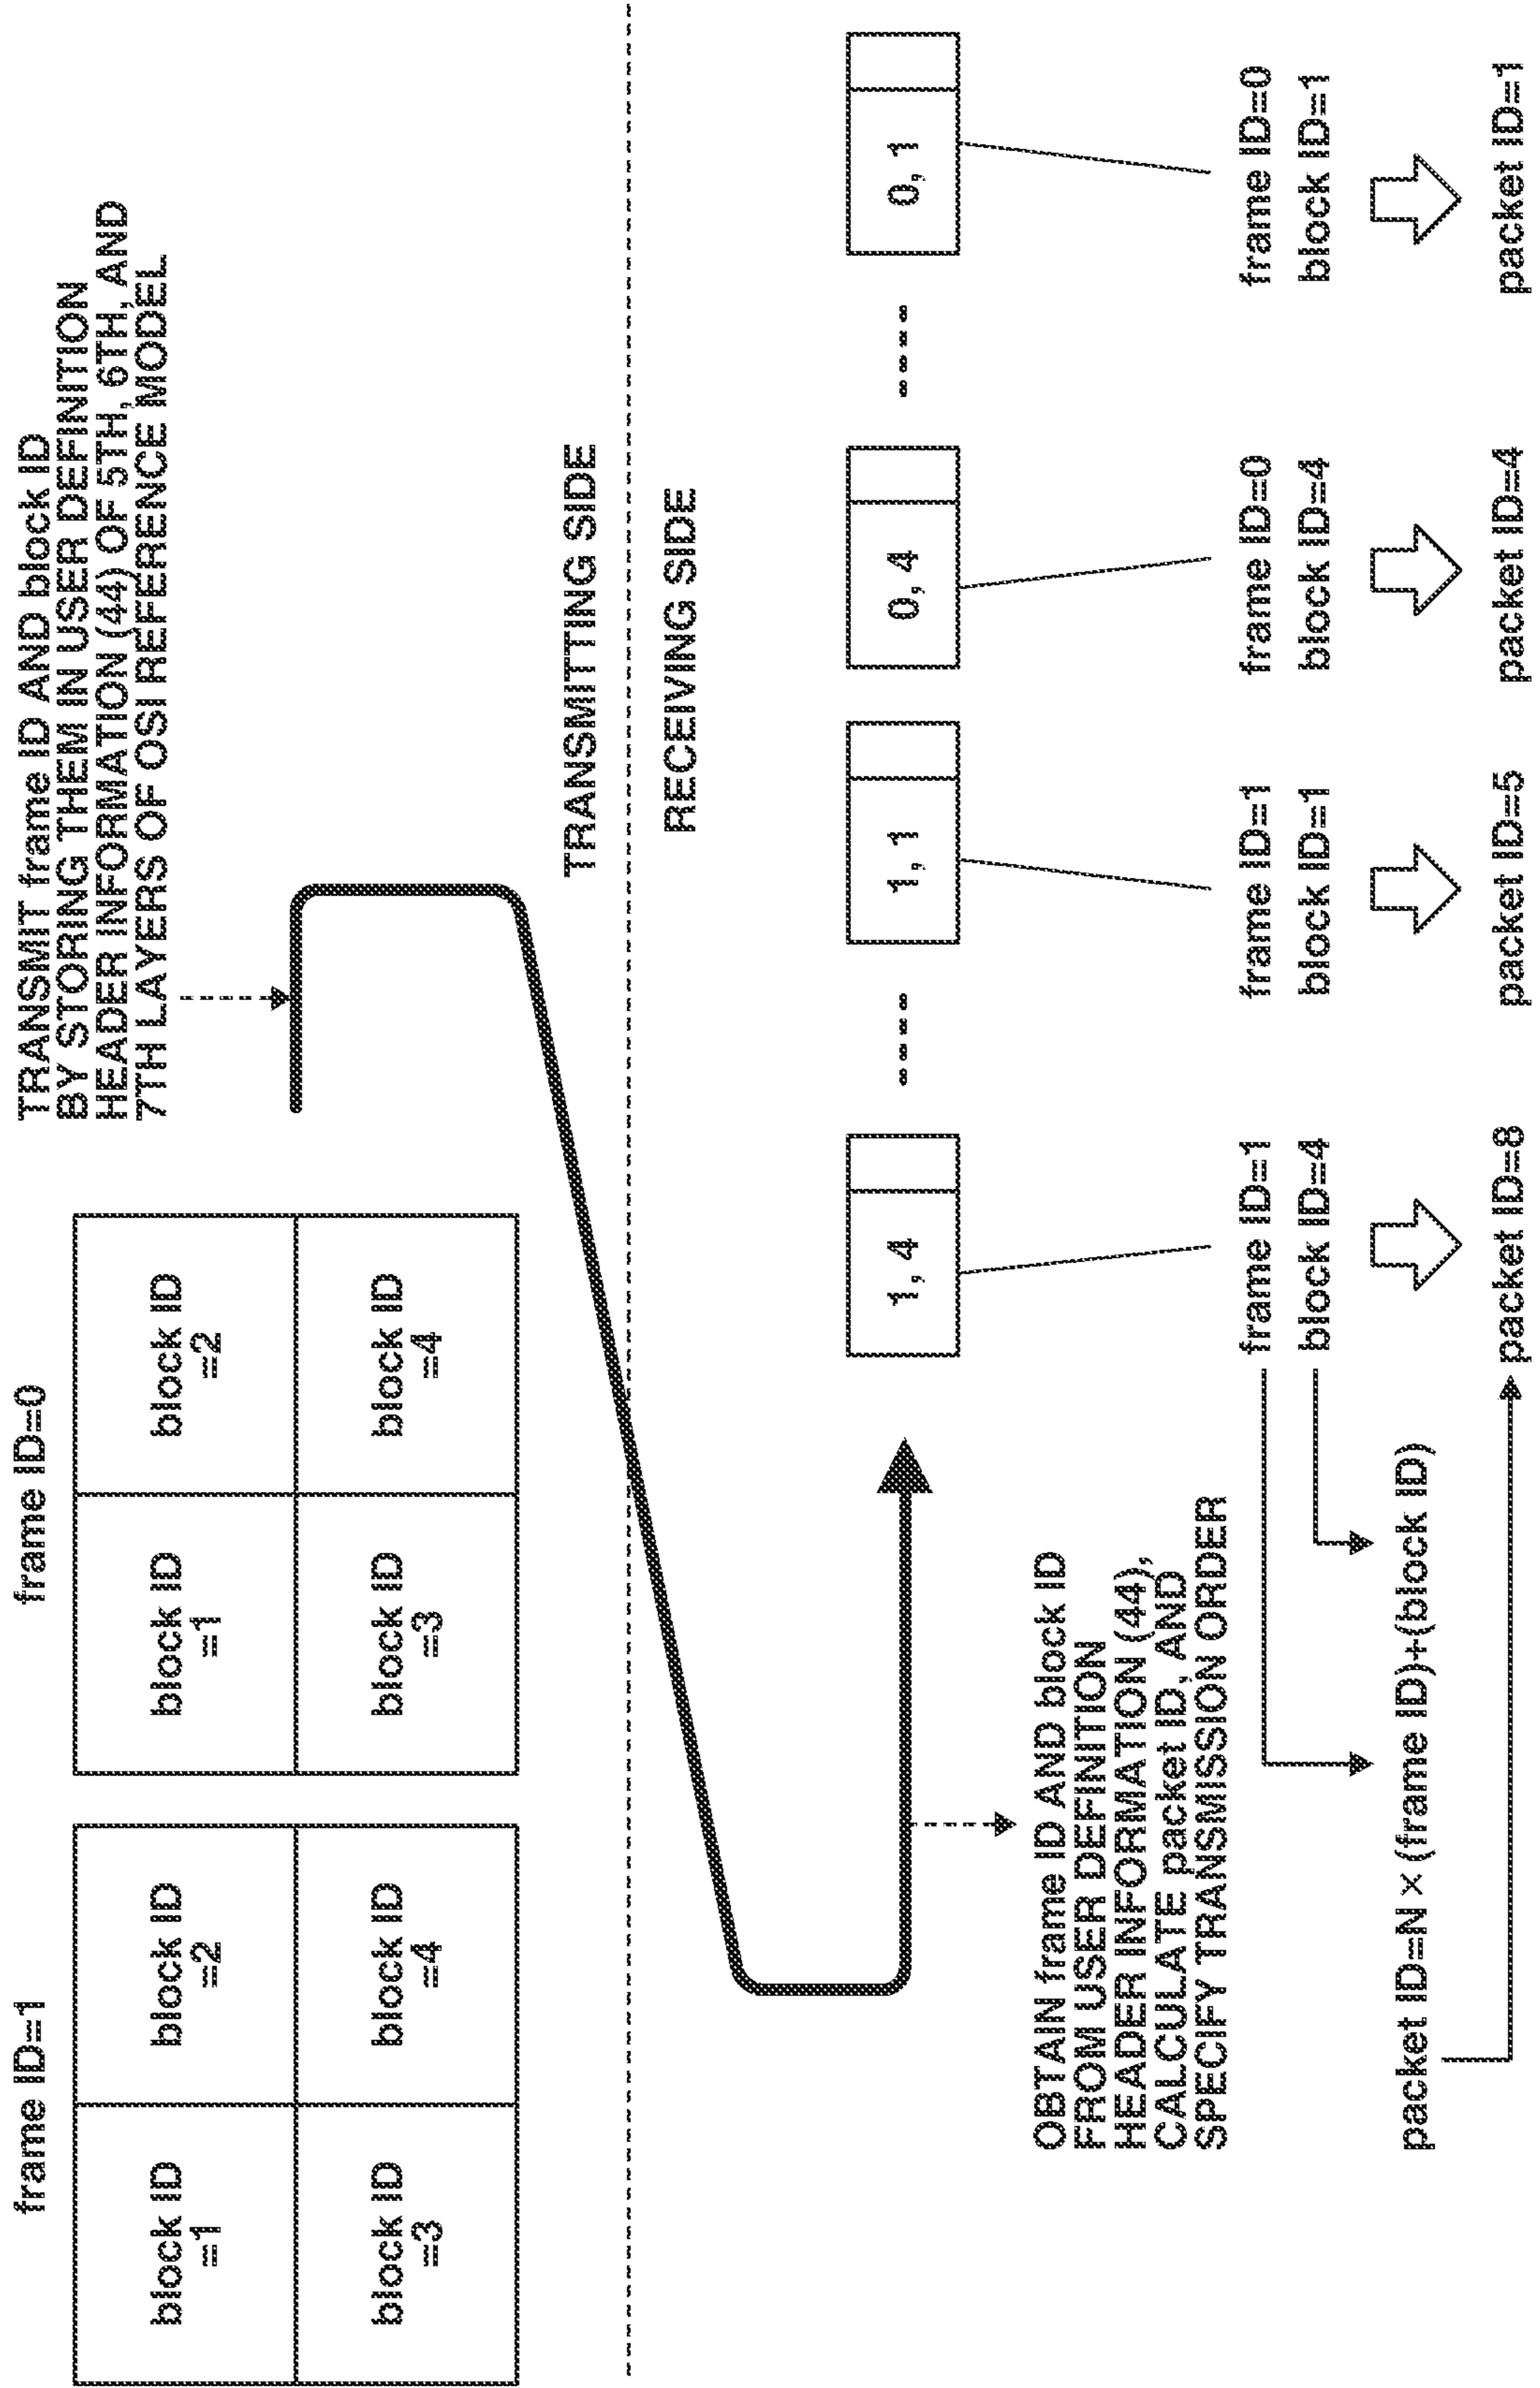 frame ID=1
block ID
=1
block ID
=2
block ID
=3
block ID
=4
frame ID=0
block ID
=1
block ID
=2
block ID
=3
block ID
=4
TRANSMIT frame ID AND block ID
BY STORING THEM IN USER DEFINITION
HEADER INFORMATION (44) OF 5TH, 6TH, AND
7TH LAYERS OF OSI REFERENCE MODEL
TRANSMITTING SIDE
RECEIVING SIDE
1, 4
1, 1
0, 4
0, 1
OBTAIN frame ID AND block ID
FROM USER DEFINITION
HEADER INFORMATION (44),
CALCULATE packet ID, AND
SPECIFY TRANSMISSION ORDER
frame ID=1
block ID=4
frame ID=1
block ID=1
frame ID=0
block ID=4
frame ID=0
block ID=1
packet ID=N × (frame ID)+(block ID)
packet ID=8
packet ID=5
packet ID=4
packet ID=1